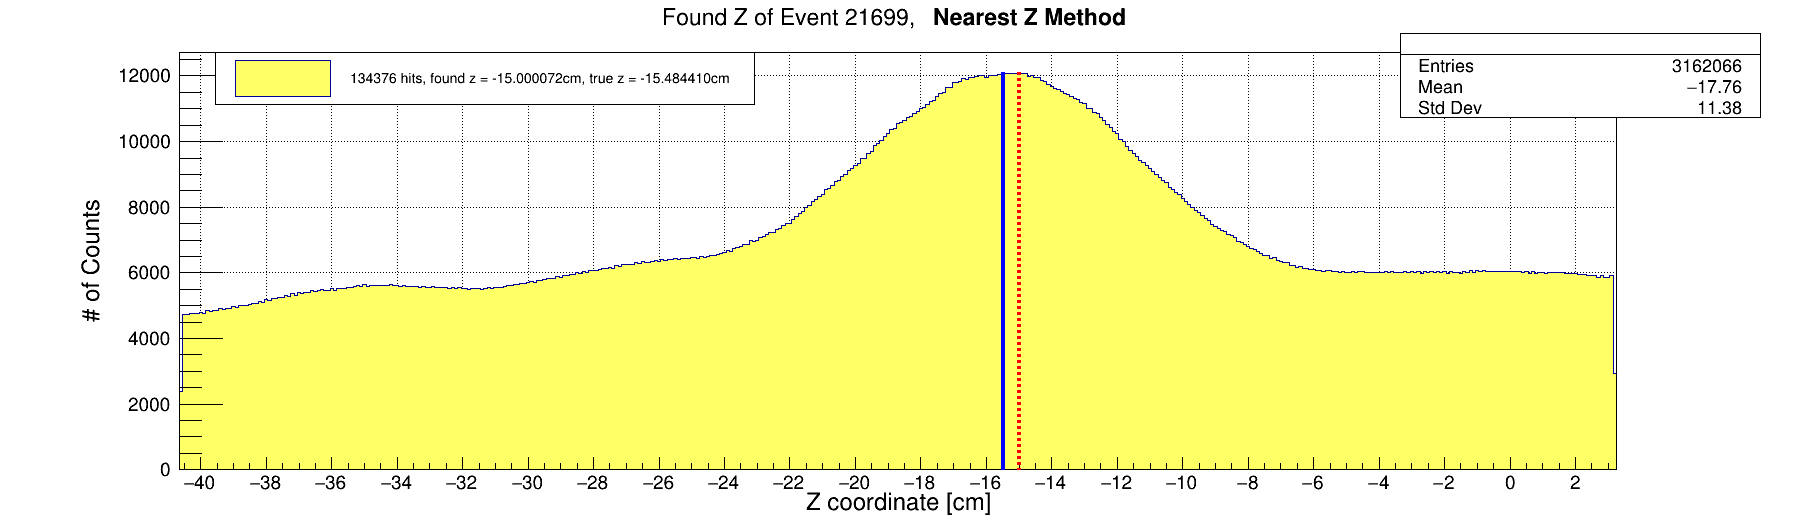 Found Z of Event 21699, Nearest Z Method
134376 hits, found z = -15.000072cm, true z = -15.484410cm
Entries 3162066
Mean −17.76
Std Dev 11.38
12000
10000
8000
6000
4000
2000
0
# of Counts
−40 −38 −36 −34 −32 −30 −28 −26 −24 −22 −20 −18 −16 −14 −12 −10 −8 −6 −4 −2 0 2
Z coordinate [cm]